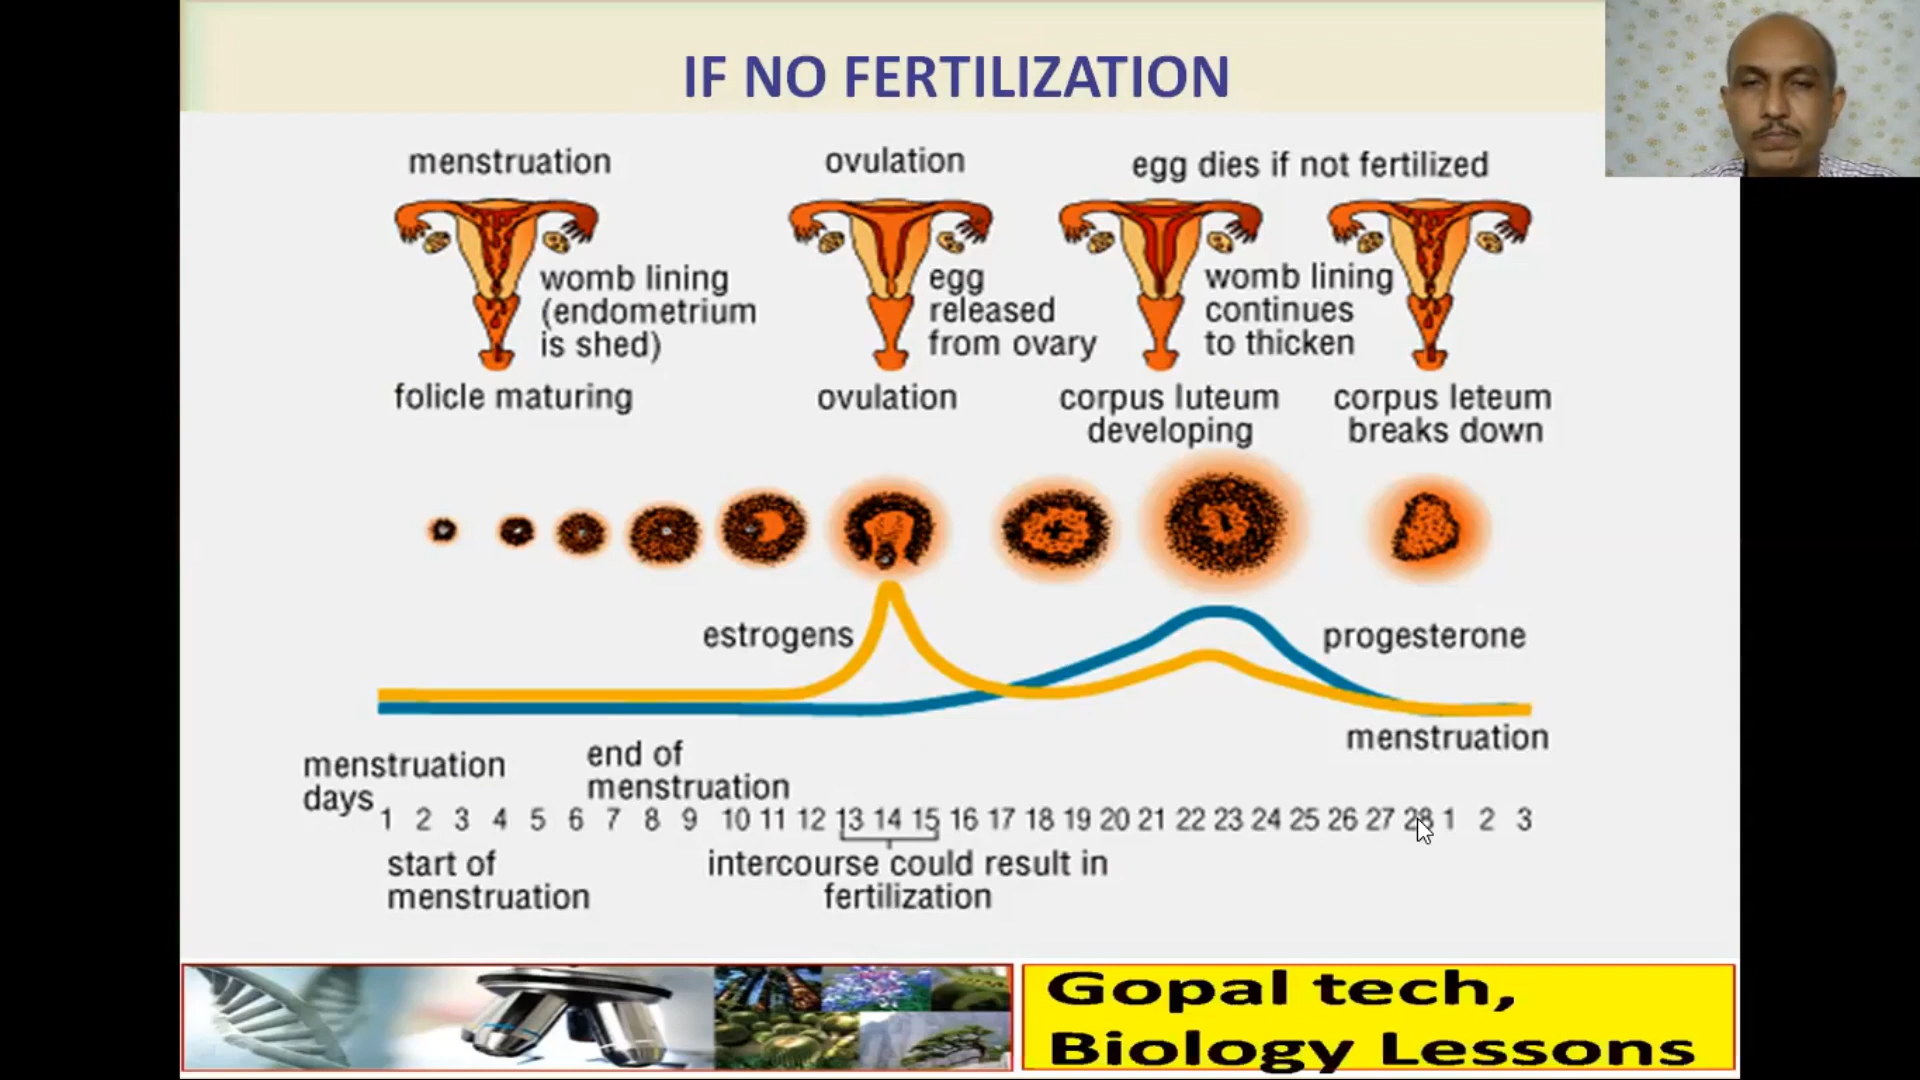 IF NO FERTILIZATION
menstruation
ovulation
egg dies if not fertilized
womb lining
(endometrium
is shed)
egg
released
from ovary
womb lining
continues
to thicken
folicle maturing
ovulation
corpus luteum
developing
corpus leteum
breaks down
estrogens
progesterone
menstruation
menstruation
days
end of
menstruation
1 2 3 4 5 6 7 8 9 10 11 12 13 14 15 16 17 18 19 20 21 22 23 24 25 26 27 28 1 2 3
start of
menstruation
intercourse could result in
fertilization
Gopal tech,
Biology Lessons